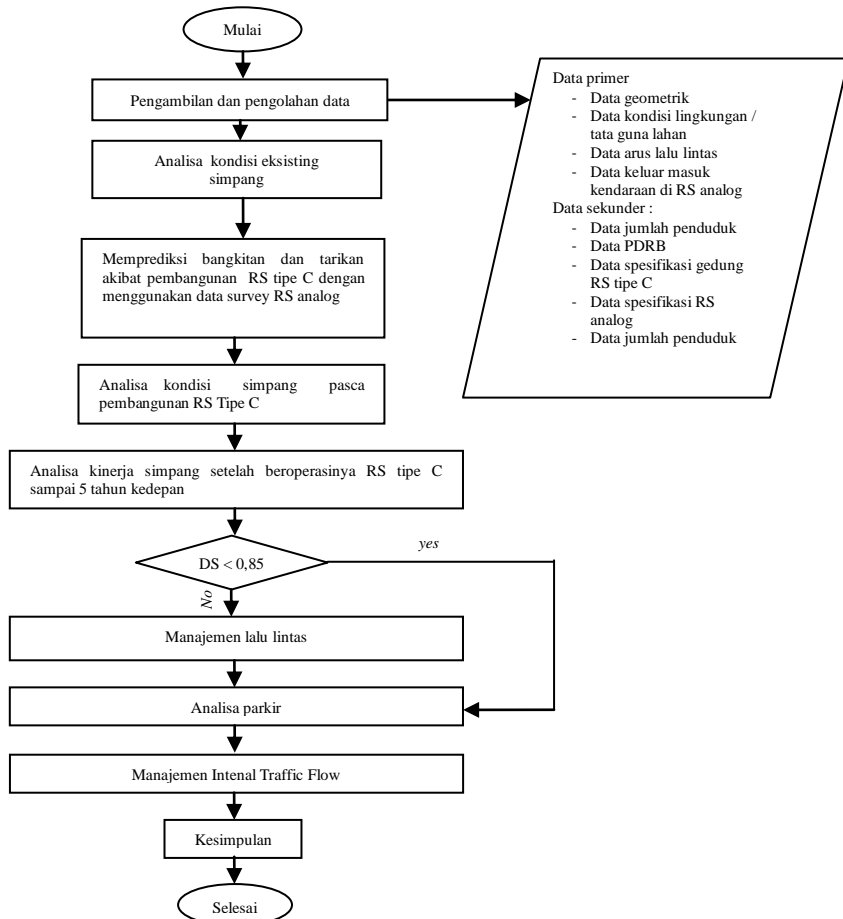 Mulai
Pengambilan dan pengolahan data
Data primer
- Data geometrik
- Data kondisi lingkungan /
tata guna lahan
- Data arus lalu lintas
- Data keluar masuk
kendaraan di RS analog
Data sekunder :
- Data jumlah penduduk
- Data PDRB
- Data spesifikasi gedung
RS tipe C
- Data spesifikasi RS
analog
- Data jumlah penduduk
Analisa kondisi eksisting
simpang
Memprediksi bangkitan dan tarikan
akibat pembangunan RS tipe C dengan
menggunakan data survey RS analog
Analisa kondisi simpang pasca
pembangunan RS Tipe C
Analisa kinerja simpang setelah beroperasinya RS tipe C
sampai 5 tahun kedepan
DS < 0,85
yes
No
Manajemen lalu lintas
Analisa parkir
Manajemen Intenal Traffic Flow
Kesimpulan
Selesai